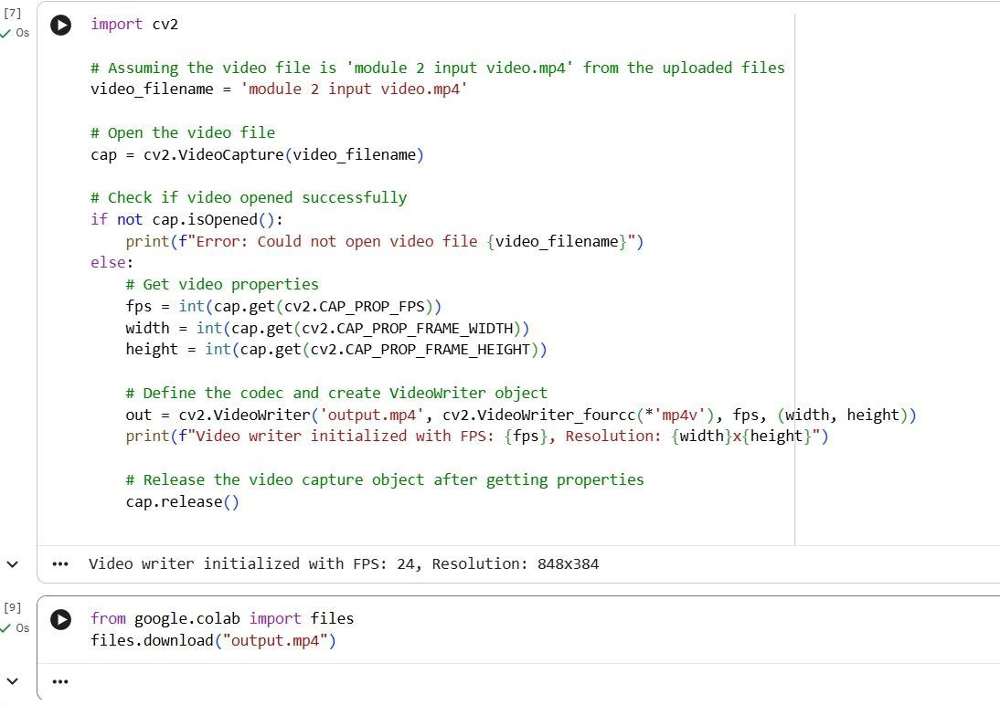 [7]
0s
import cv2
# Assuming the video file is 'module 2 input video.mp4' from the uploaded files
video_filename = 'module 2 input video.mp4'
# Open the video file
cap = cv2.VideoCapture(video_filename)
# Check if video opened successfully
if not cap.isOpened():
    print(f"Error: Could not open video file {video_filename}")
else:
    # Get video properties
    fps = int(cap.get(cv2.CAP_PROP_FPS))
    width = int(cap.get(cv2.CAP_PROP_FRAME_WIDTH))
    height = int(cap.get(cv2.CAP_PROP_FRAME_HEIGHT))
    # Define the codec and create VideoWriter object
    out = cv2.VideoWriter('output.mp4', cv2.VideoWriter_fourcc(*'mp4v'), fps, (width, height))
    print(f"Video writer initialized with FPS: {fps}, Resolution: {width}x{height}")
    # Release the video capture object after getting properties
    cap.release()
Video writer initialized with FPS: 24, Resolution: 848x384
[9]
0s
from google.colab import files
files.download("output.mp4")